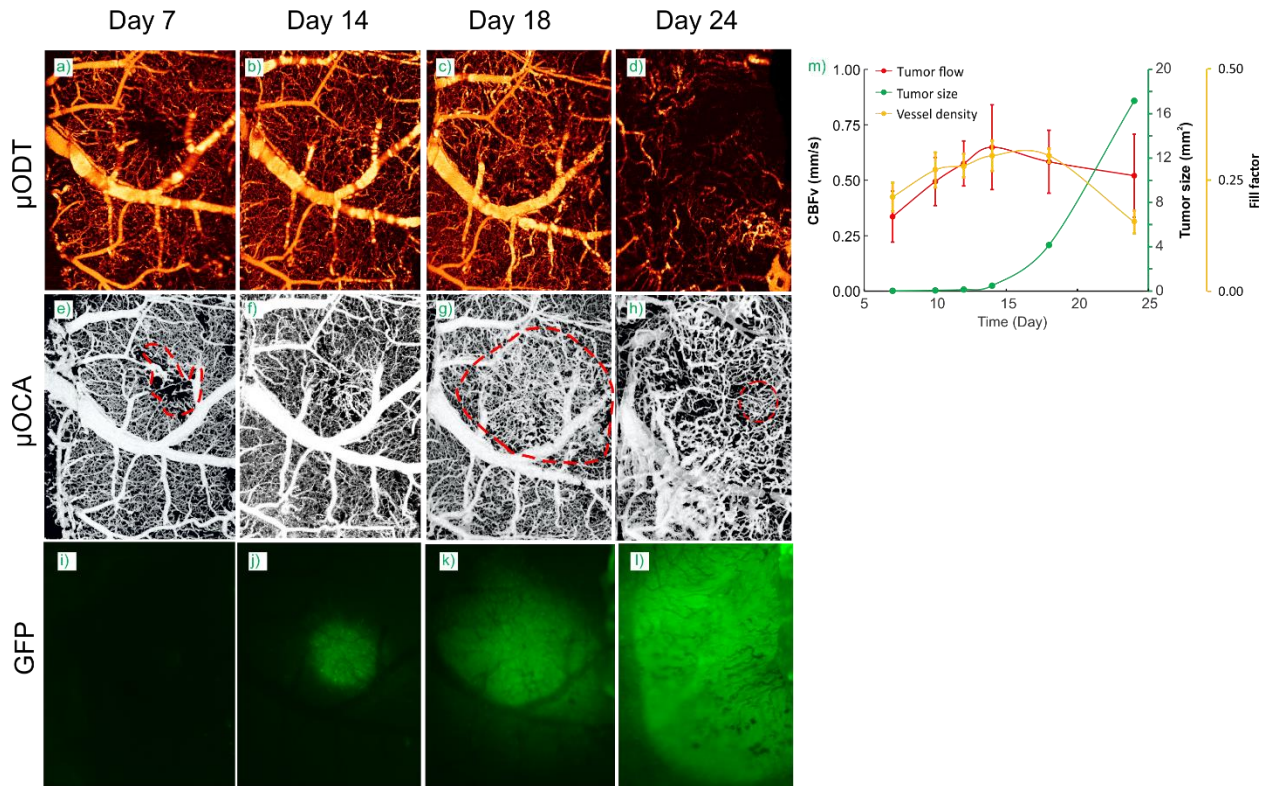 Day 7 Day 14 Day 18 Day 24
µODT
a) b) c) d)
µOCA
e) f) g) h)
GFP
i) j) k) l)
m)
Tumor flow
Tumor size
Vessel density
CBFv (mm/s)
1.00
0.75
0.50
0.25
0.00
5 10 15 20 25
Time (Day)
20
16
12
8
4
0
Tumor size (mm²)
0.50
0.25
0.00
Fill factor